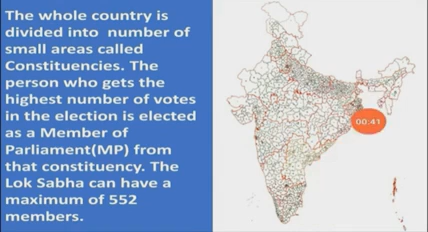 The whole country is
divided into  number of
small areas called
Constituencies. The
person who gets the
highest number of votes
in the election is elected
as a Member of
Parliament(MP) from
that constituency. The
Lok Sabha can have a
maximum of 552
members.
00:41